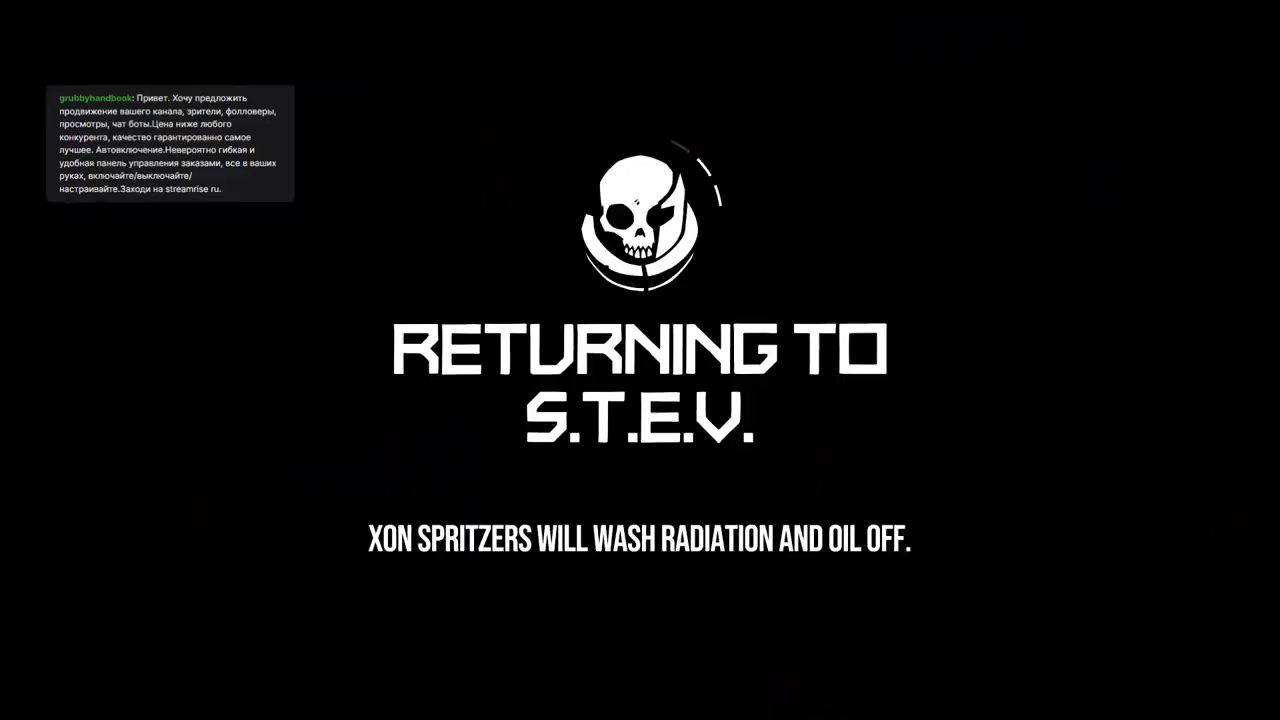 grubbyhandbook: Привет. Хочу предложить
продвижение вашего канала, зрители, фолловеры,
просмотры, чат боты.Цена ниже любого
конкурента, качество гарантированно самое
лучшее. Автовключение.Невероятно гибкая и
удобная панель управления заказами, все в ваших
руках, включайте/выключайте/
настраивайте.Заходи на streamrise ru.
RETURNING TO
S.T.E.V.
XON SPRITZERS WILL WASH RADIATION AND OIL OFF.